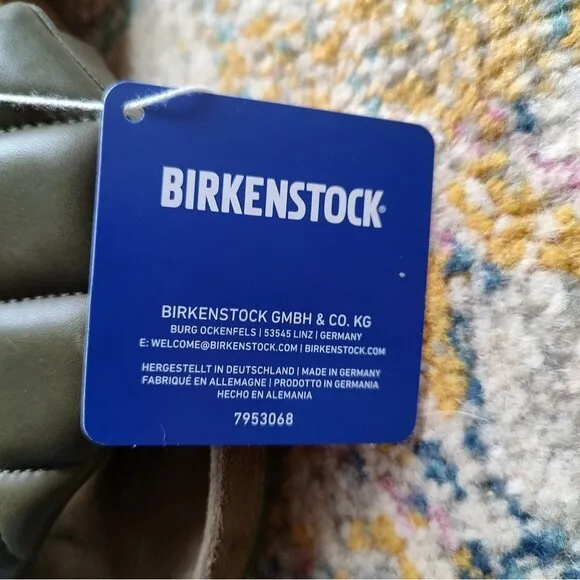 BIRKENSTOCK®
BIRKENSTOCK GMBH & CO. KG
BURG OCKENFELS | 53545 LINZ | GERMANY
E: WELCOME@BIRKENSTOCK.COM | BIRKENSTOCK.COM
HERGESTELLT IN DEUTSCHLAND | MADE IN GERMANY
FABRIQUÉ EN ALLEMAGNE | PRODOTTO IN GERMANIA
HECHO EN ALEMANIA
7953068